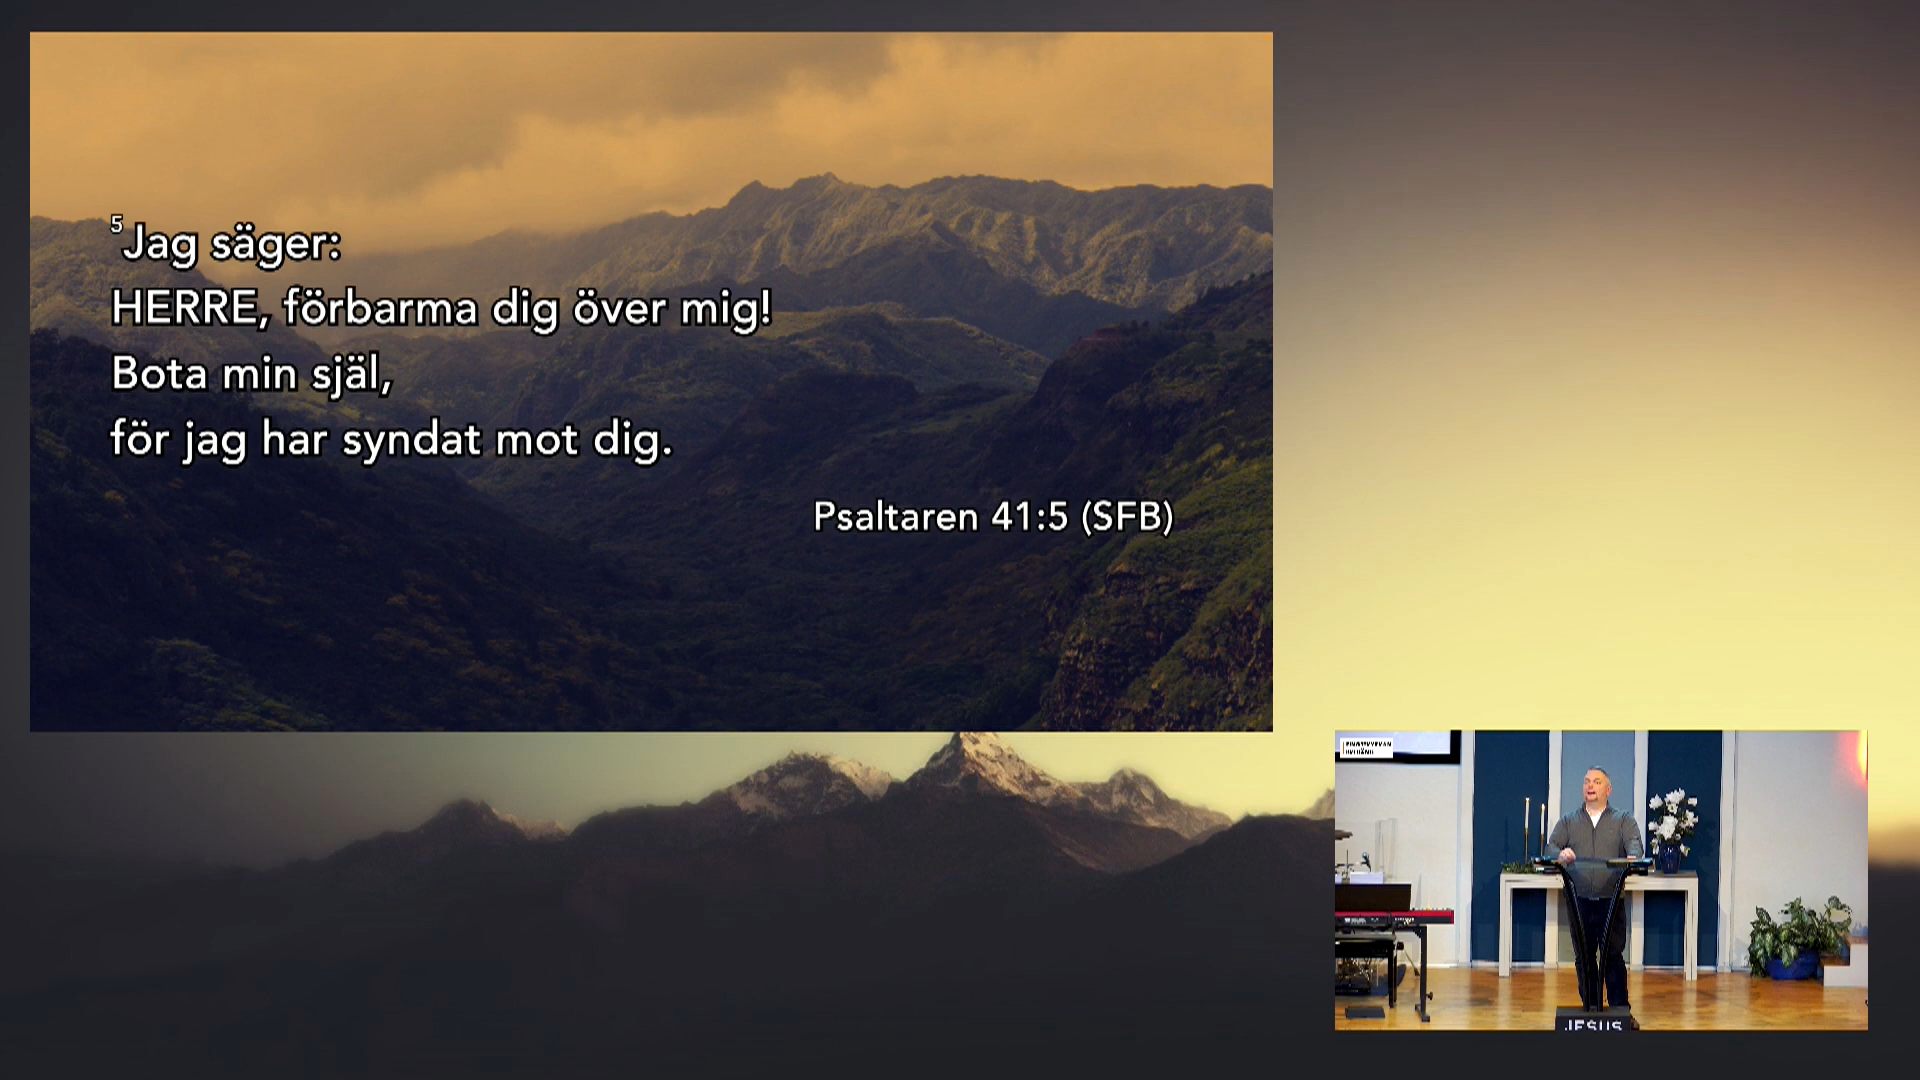 5Jag säger:
HERRE, förbarma dig över mig!
Bota min själ,
för jag har syndat mot dig.
Psaltaren 41:5 (SFB)
JESUS